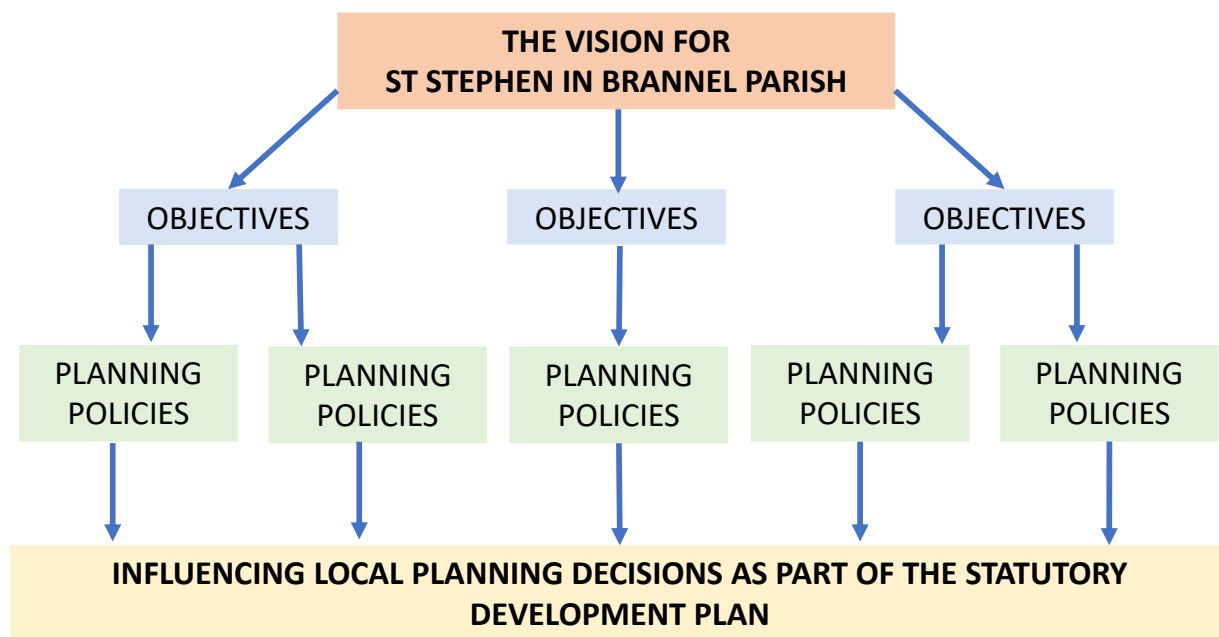 THE VISION FOR
ST STEPHEN IN BRANNEL PARISH
OBJECTIVES
OBJECTIVES
OBJECTIVES
PLANNING
POLICIES
PLANNING
POLICIES
PLANNING
POLICIES
PLANNING
POLICIES
PLANNING
POLICIES
INFLUENCING LOCAL PLANNING DECISIONS AS PART OF THE STATUTORY
DEVELOPMENT PLAN